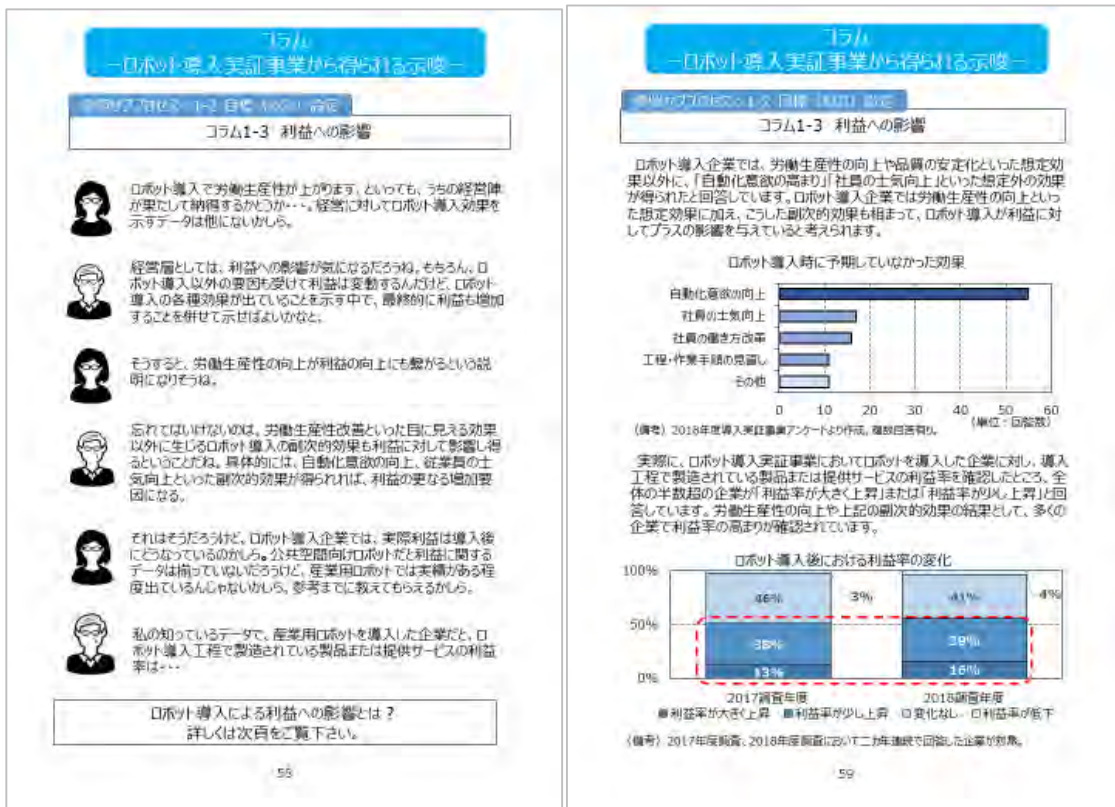 コラム
－ロボット導入実証事業から得られる示唆－
コラム1-3 利益への影響
ロボット導入で労働生産性が上がります、といっても、うちの経営陣
が果たして納得するかどうか･･･。経営に対してロボット導入効果を
示すデータは他にないかしら。
経営層としては、利益への影響が気になるだろうね。もちろん、ロ
ボット導入以外の要因も受けて利益は変動するんだけど、ロボット
導入の各種効果が出ていることを示す中で、最終的に利益も増加
することを併せて示せばよいかなと。
そうすると、労働生産性の向上が利益の向上にも繋がるという説
明になりそうね。
忘れてはいけないのは、労働生産性改善といった目に見える効果
以外に生じるロボット導入の副次的効果も利益に対して影響し得
るということだね。具体的には、自動化意欲の向上、従業員の士
気向上といった副次的効果が得られれば、利益の更なる増加要
因になる。
それはそうだろうけど、ロボット導入企業では、実際利益は導入後
にどうなっているのかしら。公共空間向けロボットだと利益に関する
データは揃っていないだろうけど、産業用ロボットでは実績がある程
度出ているんじゃないかしら。参考までに教えてもらえるかしら。
私の知っているデータで、産業用ロボットを導入した企業だと、ロ
ボット導入工程で製造されている製品または提供サービスの利益
率は･･･
ロボット導入による利益への影響とは？
詳しくは次頁をご覧下さい。
コラム
－ロボット導入実証事業から得られる示唆－
コラム1-3 利益への影響
ロボット導入企業では、労働生産性の向上や品質の安定化といった想定効
果以外に、「自動化意欲の高まり」「社員の士気向上」といった想定外の効果
が得られたと回答しています。ロボット導入企業では労働生産性の向上といっ
た想定効果に加え、こうした副次的効果も相まって、ロボット導入が利益に対
してプラスの影響を与えていると考えられます。
ロボット導入時に予期していなかった効果
自動化意欲の向上
社員の士気向上
社員の働き方改革
工程・作業手順の見直し
その他
0 10 20 30 40 50 60
（単位：回答数）
（備考）2018年度導入実証事業アンケートより作成。複数回答有り。
実際に、ロボット導入実証事業においてロボットを導入した企業に対し、導入
工程で製造されている製品または提供サービスの利益率を確認したところ、全
体の半数超の企業が「利益率が大きく上昇」または「利益率が少し上昇」と回
答しています。労働生産性の向上や上記の副次的効果の結果として、多くの
企業で利益率の高まりが確認されています。
ロボット導入後における利益率の変化
100%
46% 3% 41% 4%
50%
38% 39%
13% 16%
0%
2017調査年度 2018調査年度
■利益率が大きく上昇 ■利益率が少し上昇 □変化なし □利益率が低下
（備考）2017年度調査、2018年度調査において二カ年連続で回答した企業が対象。
59